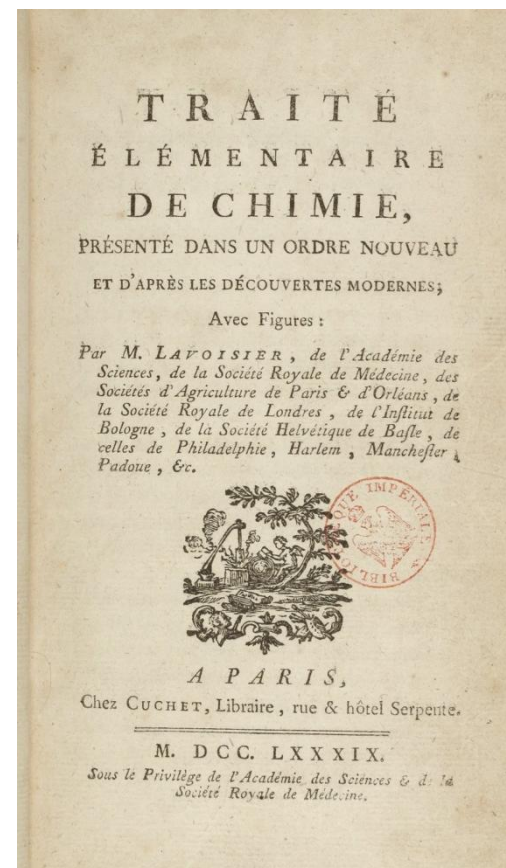 TRAITÉ
ÉLÉMENTAIRE
DE CHIMIE,
PRÉSENTÉ DANS UN ORDRE NOUVEAU
ET D'APRÈS LES DÉCOUVERTES MODERNES;
Avec Figures :
Par M. LAVOISIER, de l'Académie des
Sciences, de la Société Royale de Médecine, des
Sociétés d'Agriculture de Paris & d'Orléans, de
la Société Royale de Londres, de l'Inſtitut de
Bologne, de la Société Helvétique de Baſle, de
celles de Philadelphie, Harlem, Mancheſter,
Padoue, &c.
BIBLIOTHÈQUE IMPÉRIALE
A PARIS,
Chez CUCHET, Libraire, rue & hôtel Serpente.
M. DCC. LXXXIX.
Sous le Privilège de l'Académie des Sciences & de la
Société Royale de Médecine.